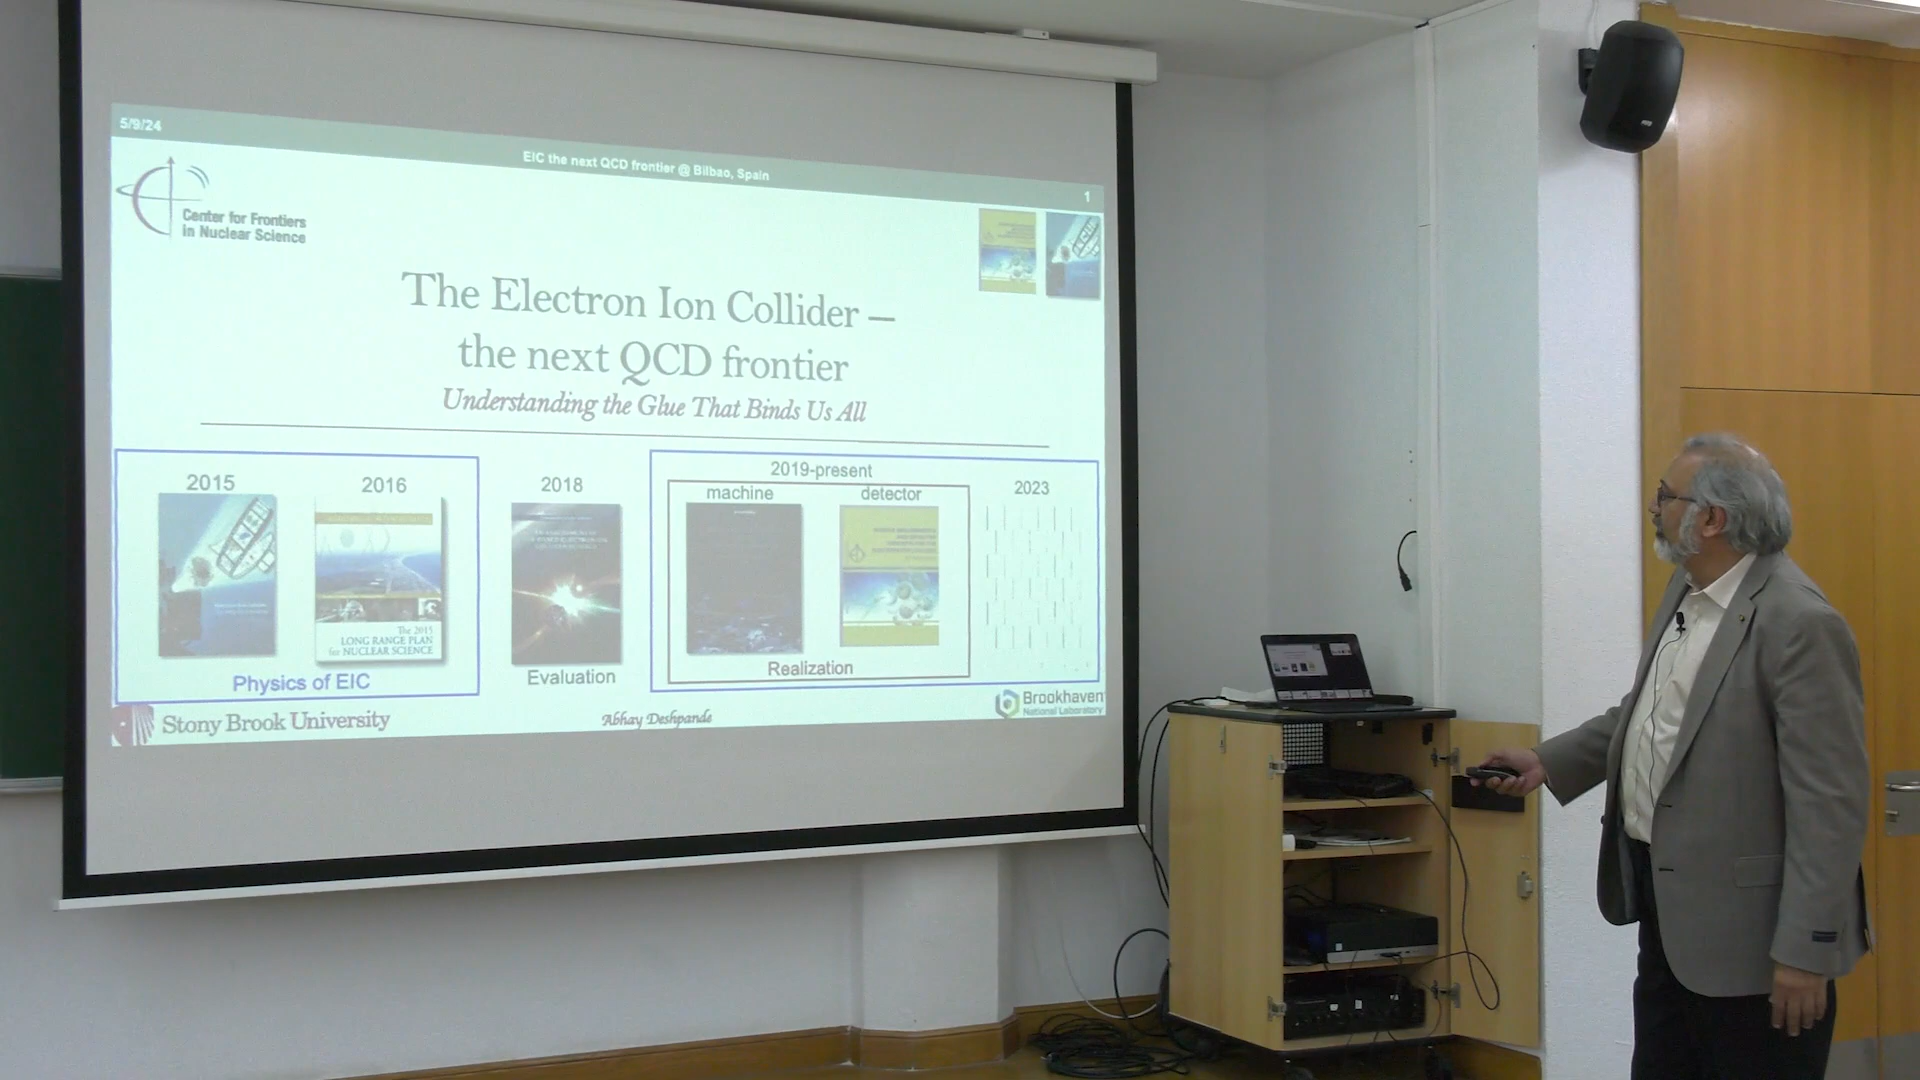 5/9/24
EIC the next QCD frontier @ Bilbao, Spain
1
Center for Frontiers
in Nuclear Science
The Electron Ion Collider –
the next QCD frontier
Understanding the Glue That Binds Us All
2015
2016
The 2015
LONG RANGE PLAN
for NUCLEAR SCIENCE
Physics of EIC
2018
Evaluation
2019-present
machine
detector
Realization
2023
Stony Brook University
Abhay Deshpande
Brookhaven
National Laboratory